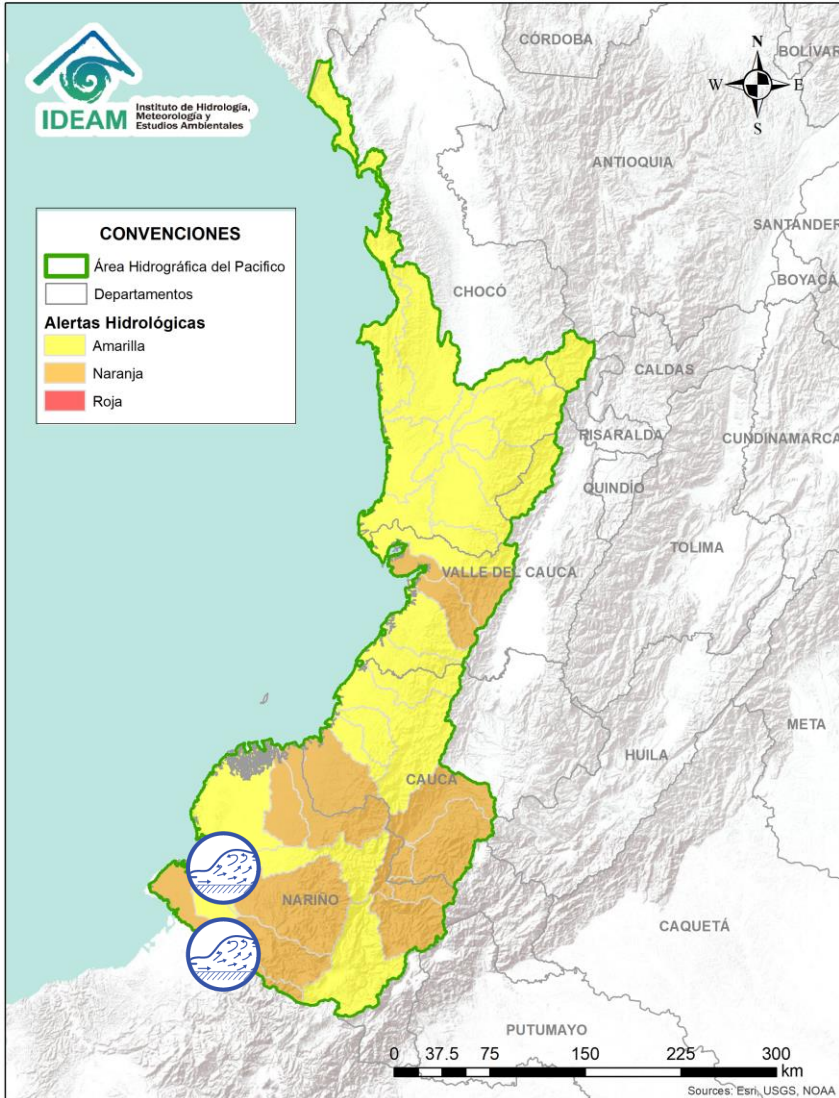 IDEAM
Instituto de Hidrología,
Meteorología y
Estudios Ambientales
CÓRDOBA
BOLÍVAR
N
W
E
S
ANTIOQUIA
SANTANDER
BOYACÁ
CHOCÓ
CONVENCIONES
Área Hidrográfica del Pacifico
Departamentos
Alertas Hidrológicas
Amarilla
Naranja
Roja
CALDAS
RISARALDA
CUNDINAMARCA
QUINDÍO
TOLIMA
VALLE DEL CAUCA
META
HUILA
CAUCA
NARIÑO
CAQUETÁ
PUTUMAYO
0 37.5 75 150 225 300
km
Sources: Esri, USGS, NOAA